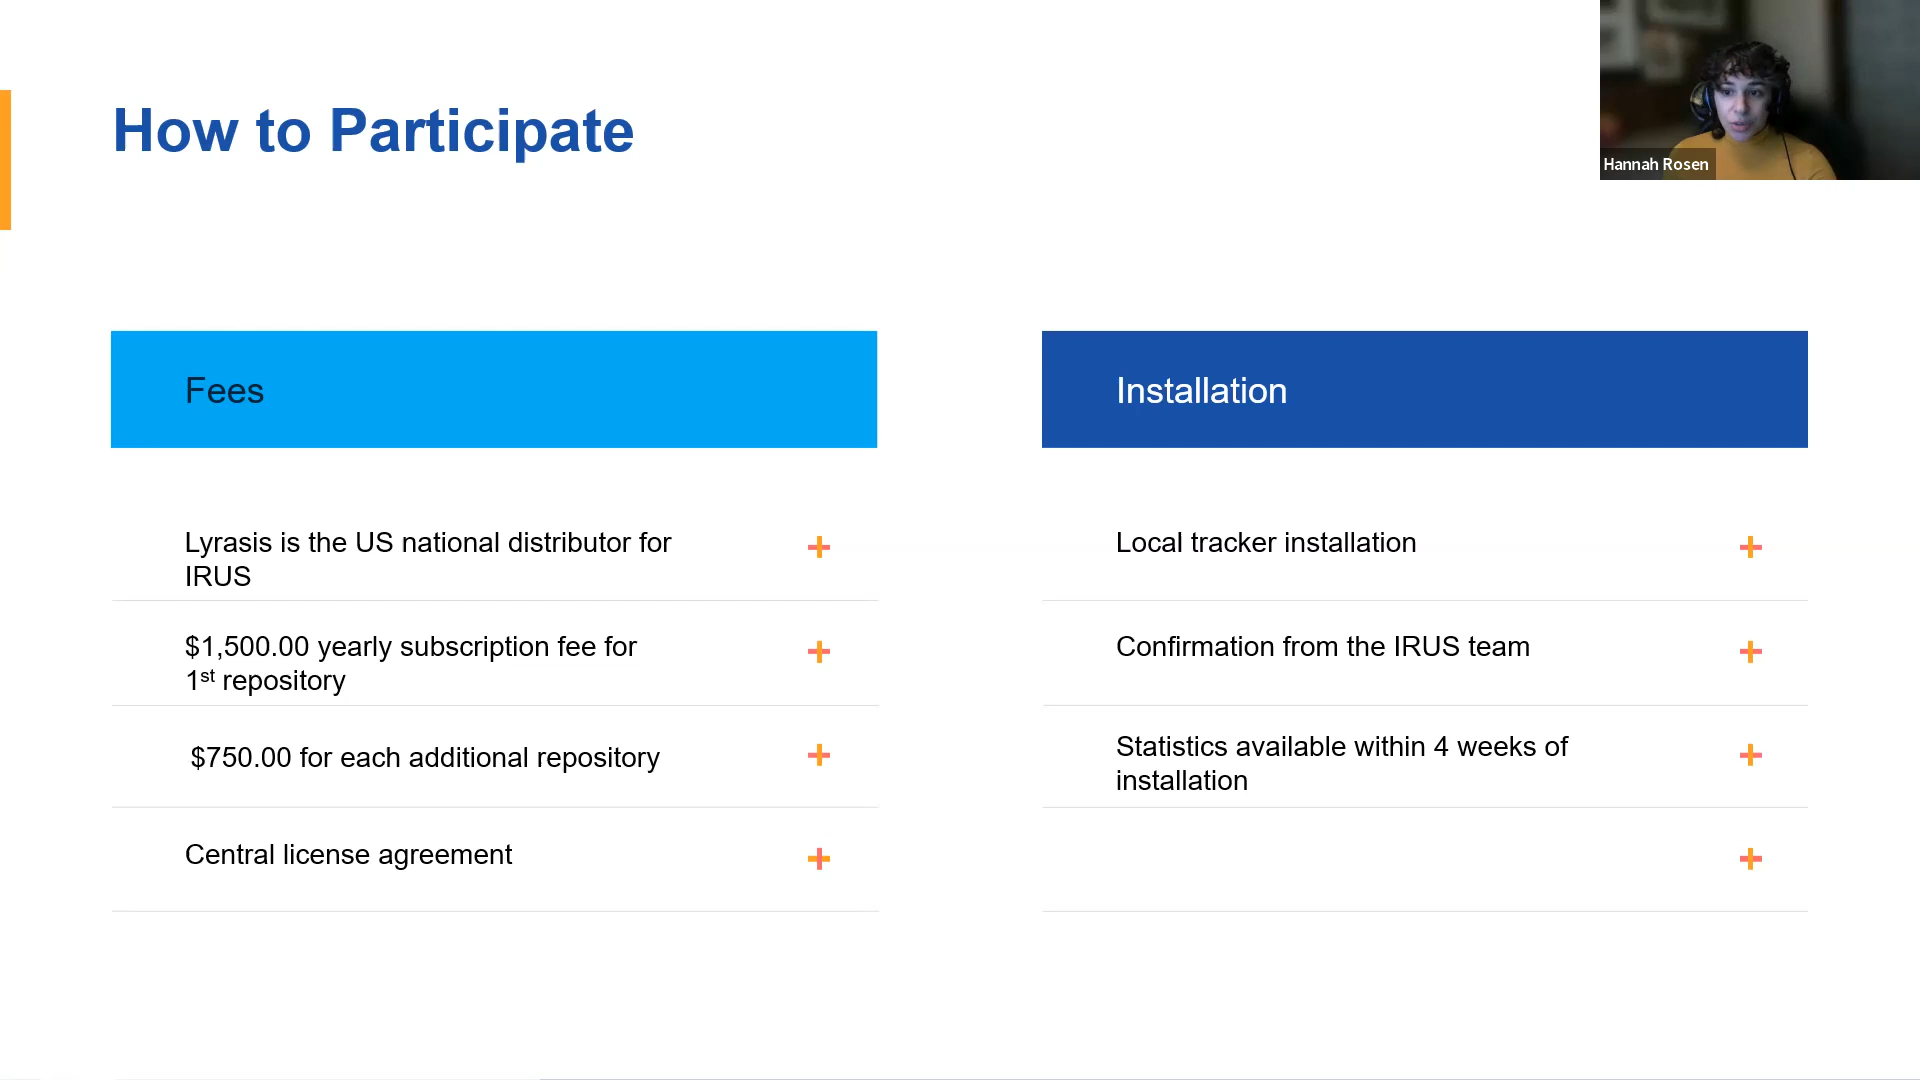 How to Participate
Hannah Rosen
Fees
Lyrasis is the US national distributor for
IRUS
$1,500.00 yearly subscription fee for
1st repository
$750.00 for each additional repository
Central license agreement
Installation
Local tracker installation
Confirmation from the IRUS team
Statistics available within 4 weeks of
installation